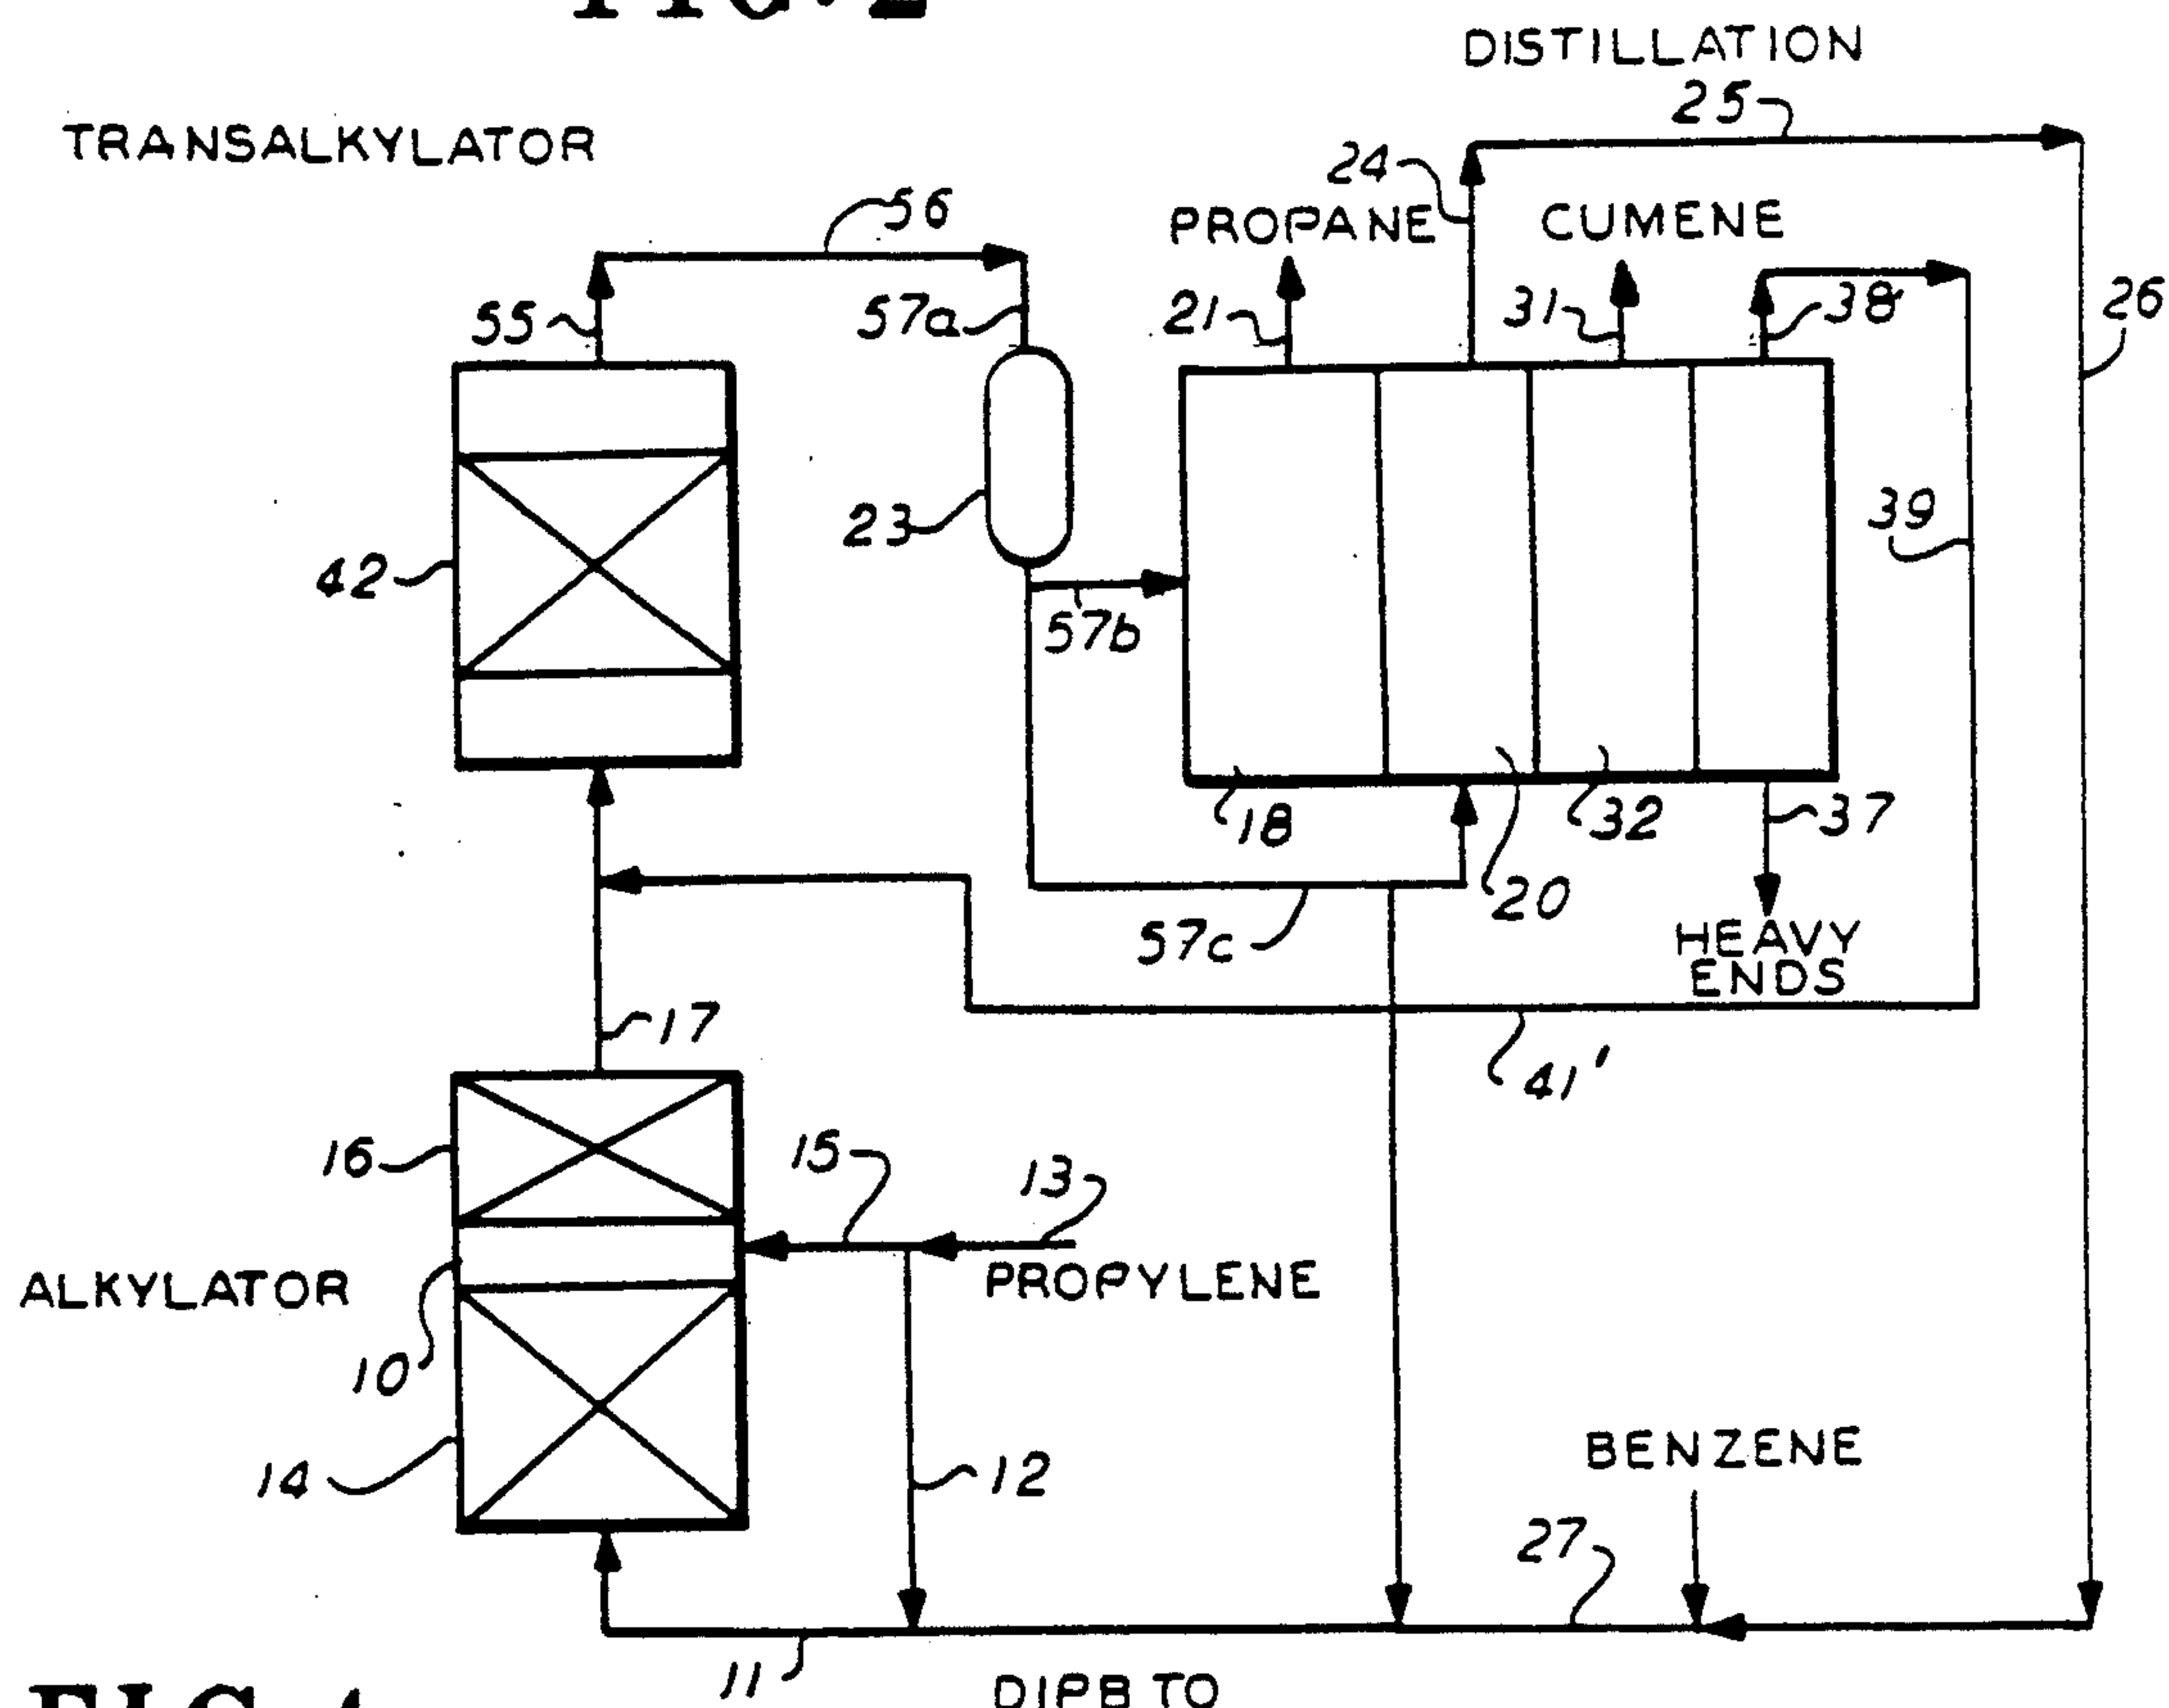 FIG. 2
DISTILLATION
25
TRANSALKYLATOR
24
56
PROPANE
CUMENE
55
57a
21
31
38'
26
39
23
42
57b
18
32
37
20
57c
HEAVY
ENDS
17
41'
16
15
13
ALKYLATOR
PROPYLENE
10
14
12
BENZENE
27
11
DIPB TO